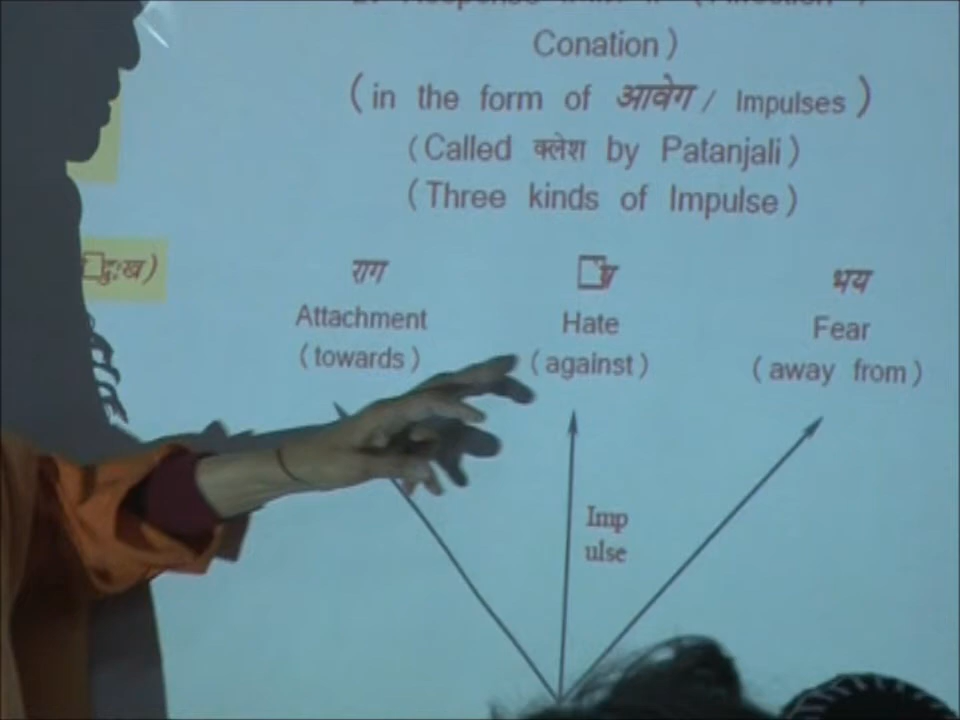 Conation )
( in the form of आवेग / Impulses )
( Called क्लेश by Patanjali )
( Three kinds of Impulse )
दुःख)
राग
भय
Attachment
Hate
Fear
( towards )
( against )
( away from )
Imp
ulse